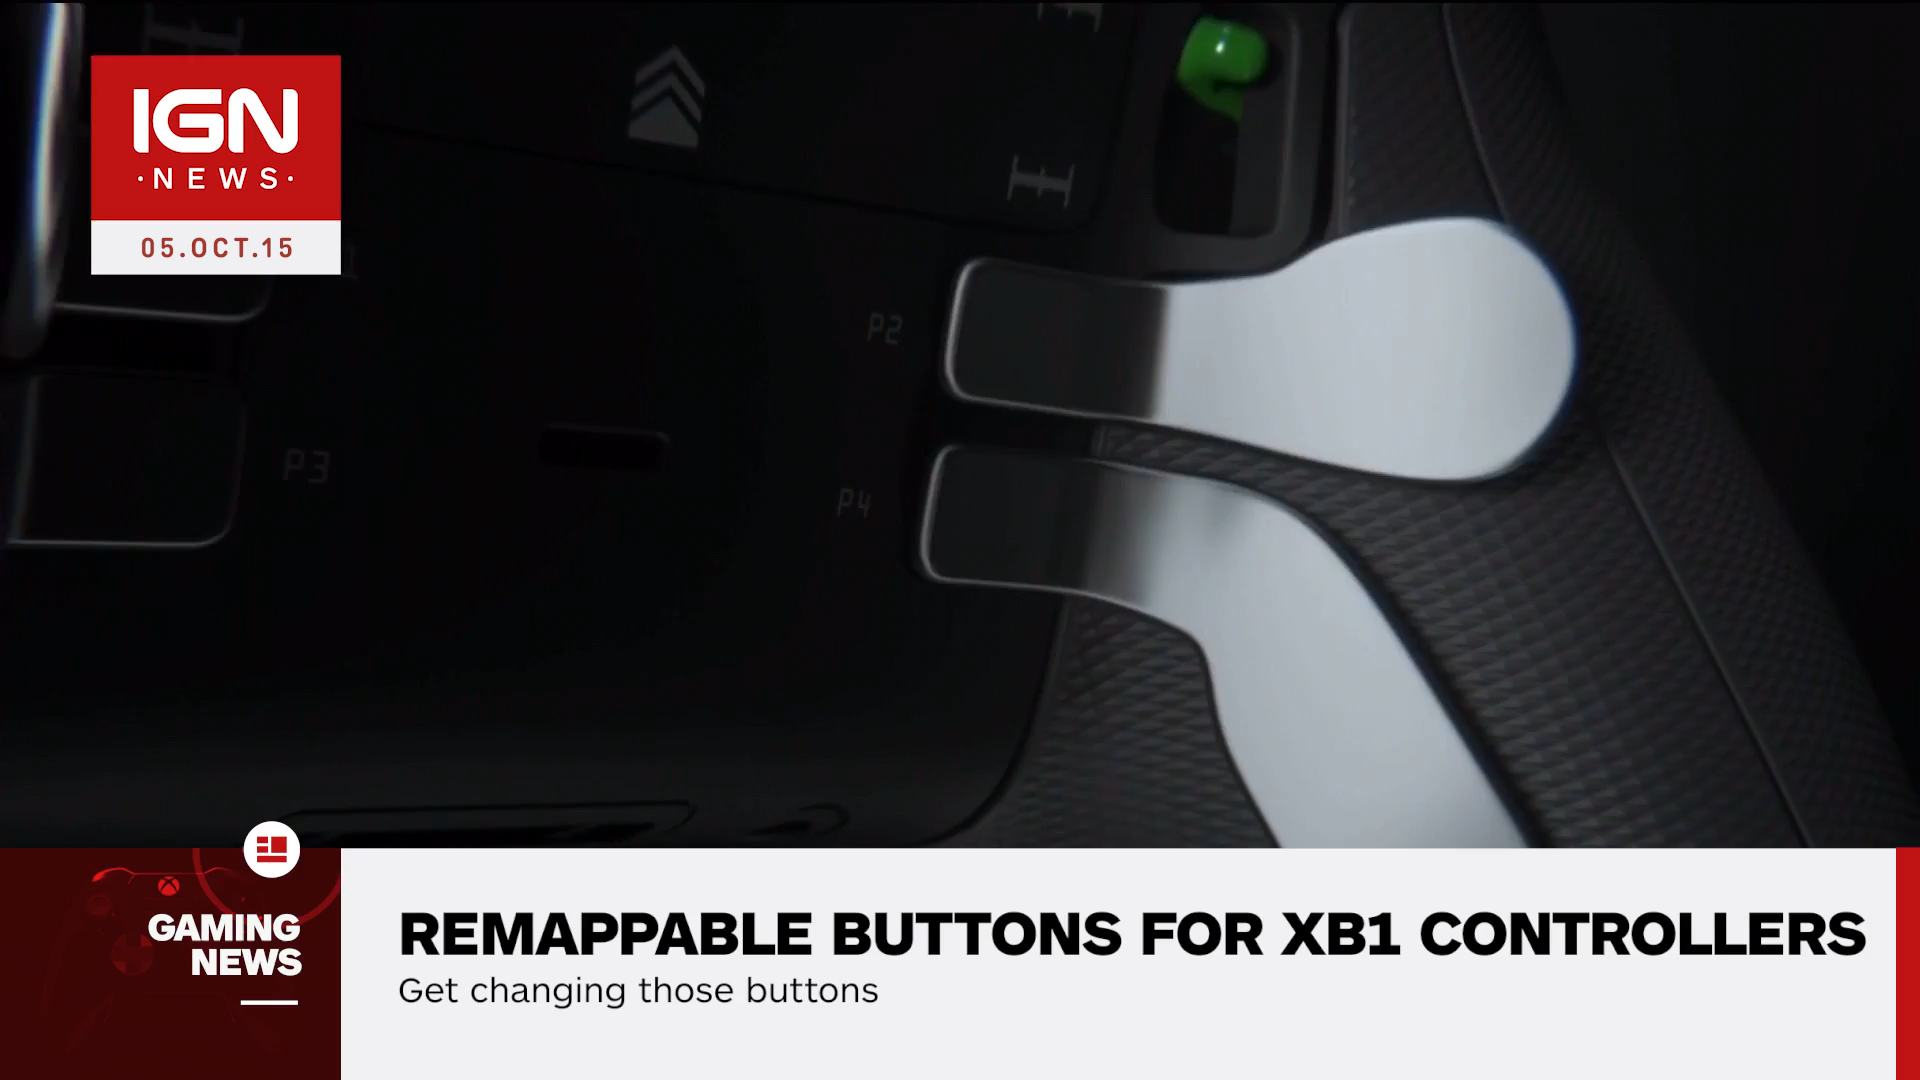 IGN
·NEWS·
05.OCT.15
P2
P3
P4
GAMING
NEWS
REMAPPABLE BUTTONS FOR XB1 CONTROLLERS
Get changing those buttons